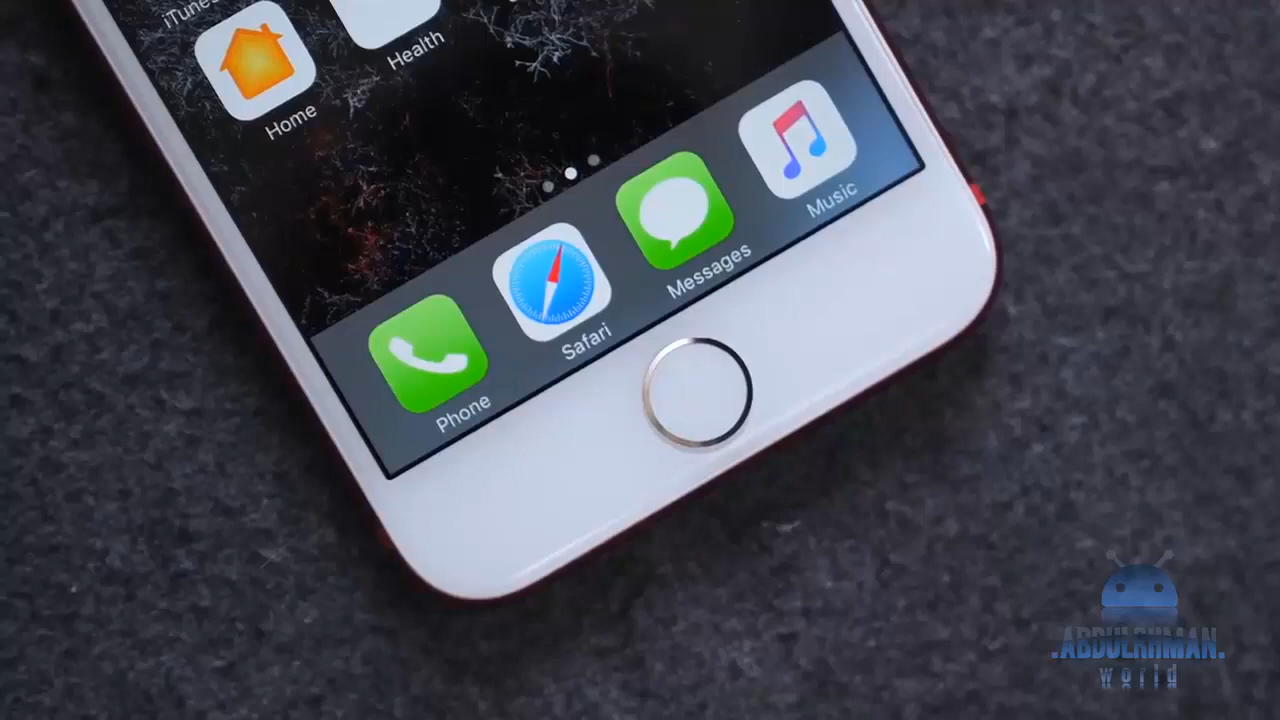 iTunes
Health
Home
Music
Messages
Safari
Phone
.ABDULRHMAN.
world